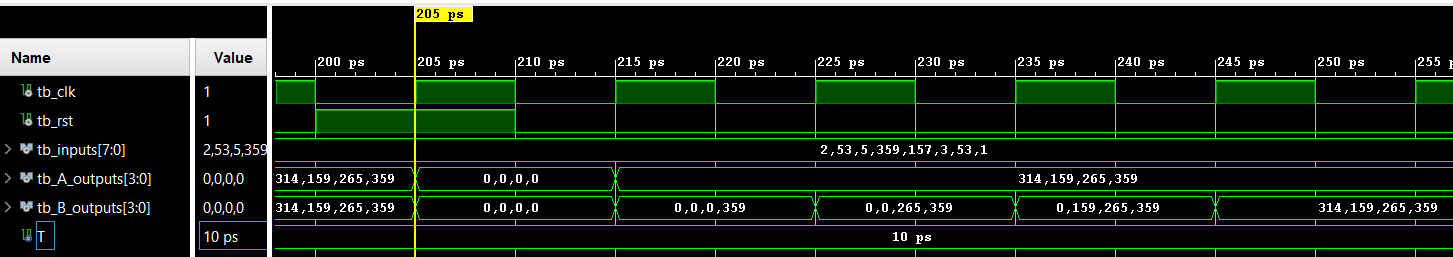 205 ps
Name Value 200 ps 205 ps 210 ps 215 ps 220 ps 225 ps 230 ps 235 ps 240 ps 245 ps 250 ps 255
tb_clk 1
tb_rst 1
tb_inputs[7:0] 2,53,5,359 2,53,5,359,157,3,53,1
tb_A_outputs[3:0] 0,0,0,0 314,159,265,359 0,0,0,0 314,159,265,359
tb_B_outputs[3:0] 0,0,0,0 314,159,265,359 0,0,0,0 0,0,0,359 0,0,265,359 0,159,265,359 314,159,265,359
T 10 ps 10 ps